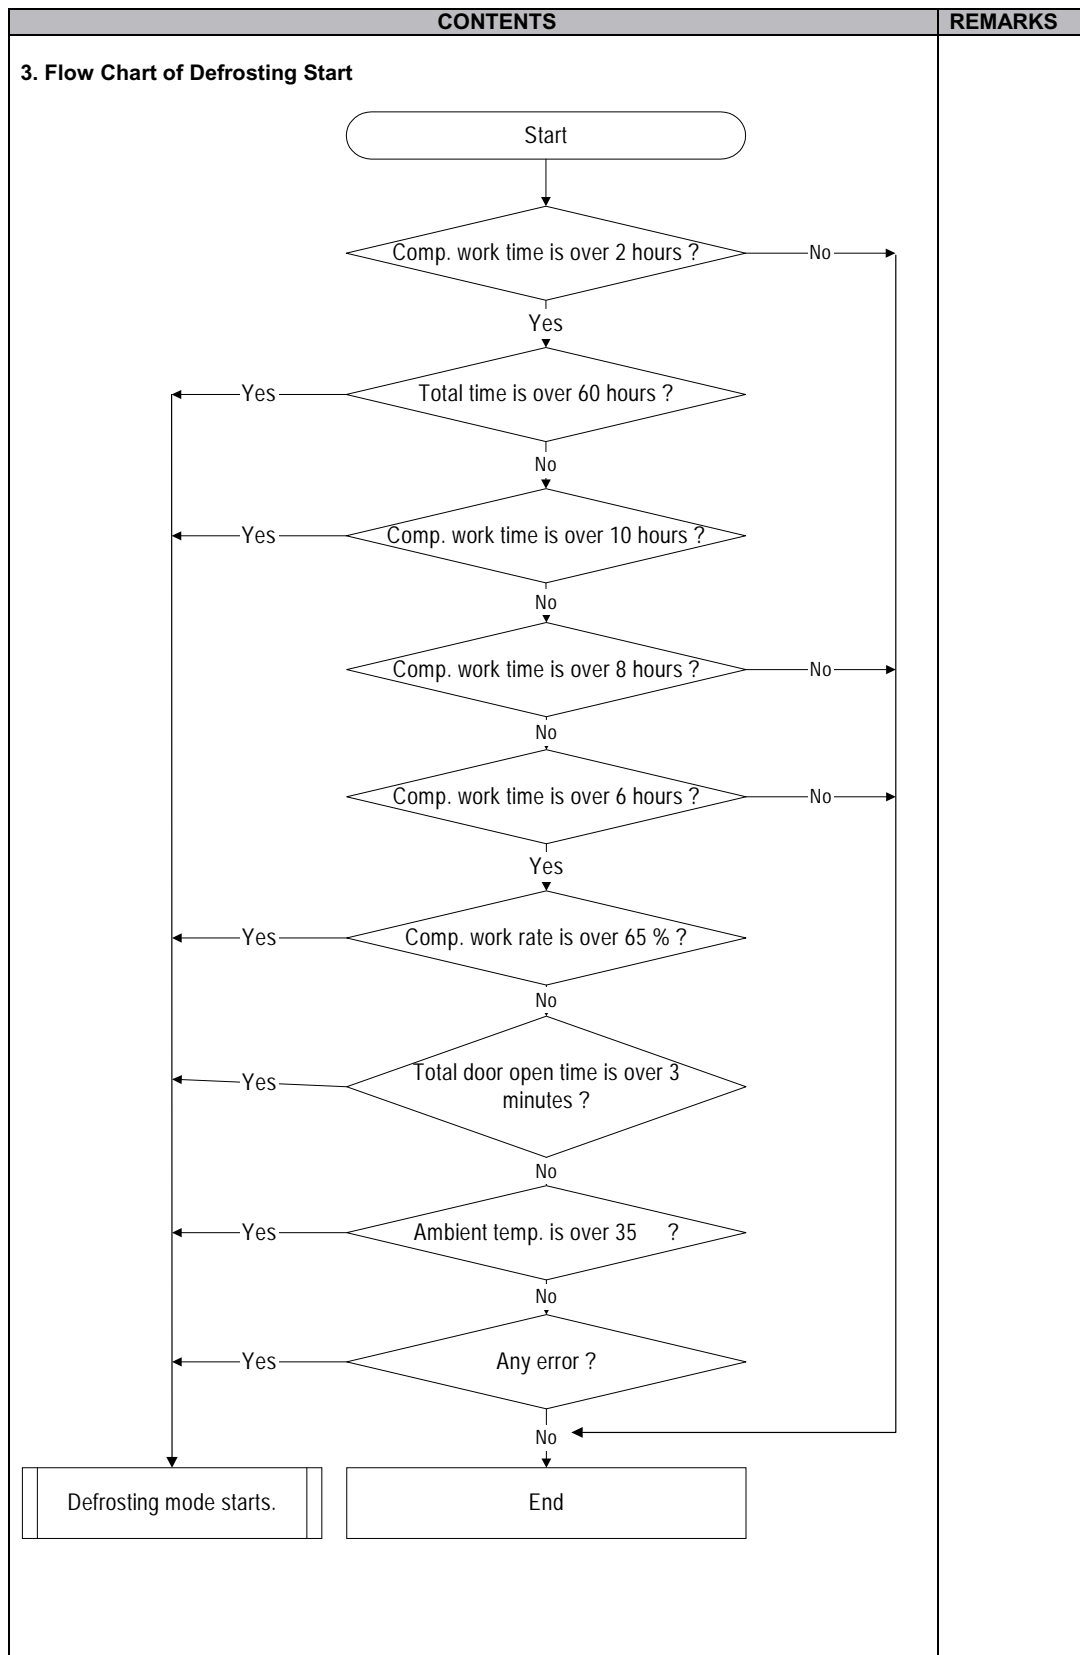 CONTENTS
REMARKS
3. Flow Chart of Defrosting Start
Start
Comp. work time is over 2 hours ?
No
Yes
Total time is over 60 hours ?
Yes
No
Comp. work time is over 10 hours ?
Yes
No
Comp. work time is over 8 hours ?
No
No
Comp. work time is over 6 hours ?
No
Yes
Comp. work rate is over 65 % ?
Yes
No
Total door open time is over 3
minutes ?
Yes
No
Ambient temp. is over 35 ?
Yes
No
Any error ?
Yes
No
Defrosting mode starts.
End